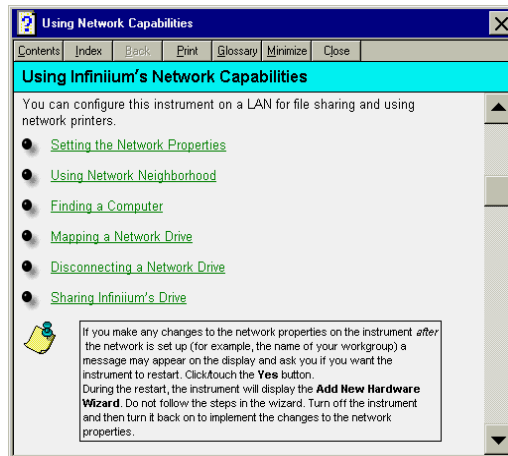 Using Network Capabilities
Contents Index Back Print Glossary Minimize Close
Using Infiniium's Network Capabilities
You can configure this instrument on a LAN for file sharing and using
network printers.
Setting the Network Properties
Using Network Neighborhood
Finding a Computer
Mapping a Network Drive
Disconnecting a Network Drive
Sharing Infiniium's Drive
If you make any changes to the network properties on the instrument after
the network is set up (for example, the name of your workgroup) a
message may appear on the display and ask you if you want the
instrument to restart. Click/touch the Yes button.
During the restart, the instrument will display the Add New Hardware
Wizard. Do not follow the steps in the wizard. Turn off the instrument
and then turn it back on to implement the changes to the network
properties.